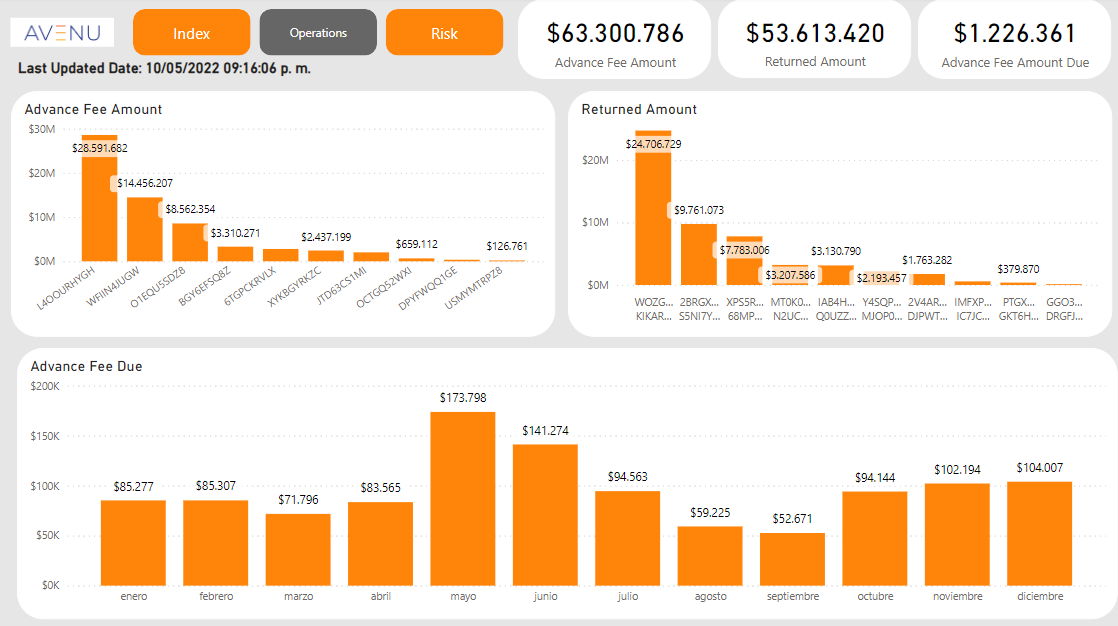 AVENU
Index
Operations
Risk
Last Updated Date: 10/05/2022 09:16:06 p. m.
$63.300.786
Advance Fee Amount
$53.613.420
Returned Amount
$1.226.361
Advance Fee Amount Due
Advance Fee Amount
$30M
$20M
$10M
$0M
$28.591.682
$14.456.207
$8.562.354
$3.310.271
$2.437.199
$659.112
$126.761
L4OOURHYGH
WFIIN4JUGW
O1EQU5SDZ8
BGY6EFSQ8Z
6TGPCKRVLX
XYKBGYRKZC
JTD63CS1MI
OCTGQ52WXI
DPYFWQQ1GE
USMYMTRPZ8
Returned Amount
$20M
$10M
$0M
$24.706.729
$9.761.073
$7.783.006
$3.207.586
$3.130.790
$2.193.457
$1.763.282
$379.870
WOZG... 2BRGX... XPS5R... MT0K0... IAB4H... Y4SQP... 2V4AR... IMFXP... PTGX... GGO3...
KIKAR... S5NI7Y... 68MP... N2UC... Q0UZZ... MJOP0... DJPWT... IC7JC... GKT6H... DRGFJ...
Advance Fee Due
$200K
$150K
$100K
$50K
$0K
$85.277
$85.307
$71.796
$83.565
$173.798
$141.274
$94.563
$59.225
$52.671
$94.144
$102.194
$104.007
enero
febrero
marzo
abril
mayo
junio
julio
agosto
septiembre
octubre
noviembre
diciembre